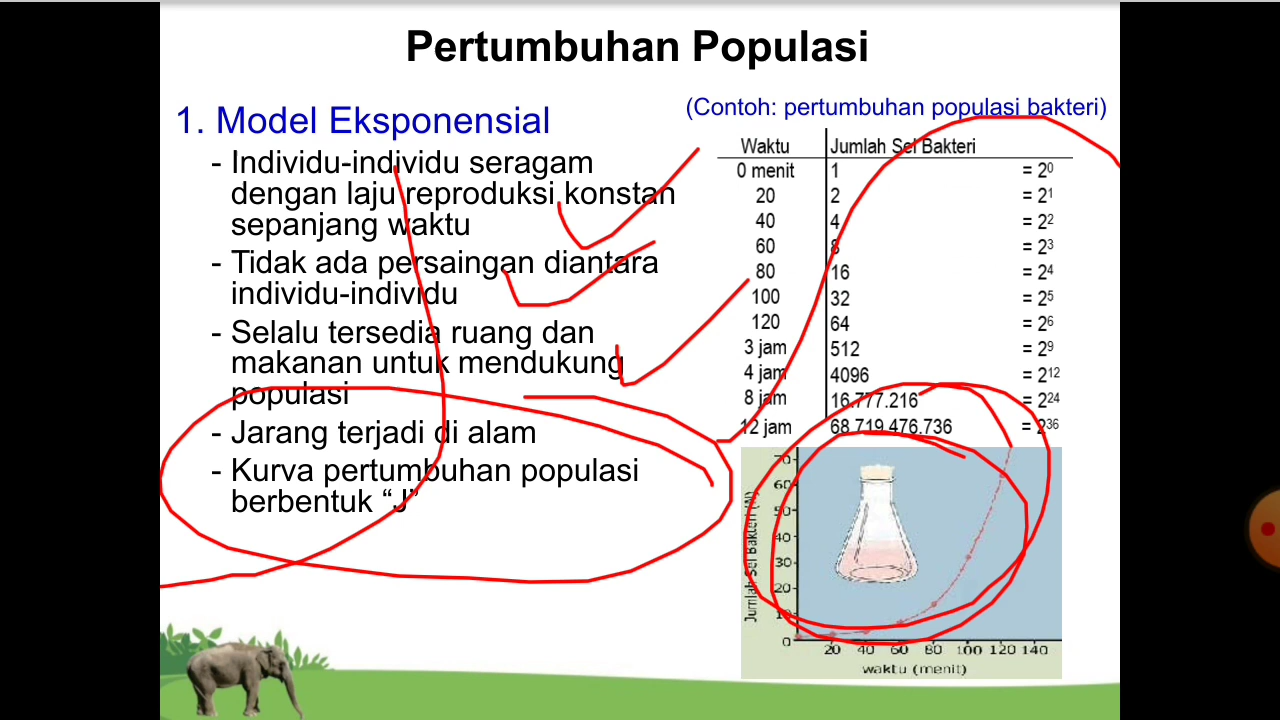 Pertumbuhan Populasi
1. Model Eksponensial
- Individu-individu seragam
dengan laju reproduksi konstan
sepanjang waktu
- Tidak ada persaingan diantara
individu-individu
- Selalu tersedia ruang dan
makanan untuk mendukung
populasi
- Jarang terjadi di alam
- Kurva pertumbuhan populasi
berbentuk “J”
(Contoh: pertumbuhan populasi bakteri)
Waktu Jumlah Sel Bakteri
0 menit 1 = 2⁰
20 2 = 2¹
40 4 = 2²
60 8 = 2³
80 16 = 2⁴
100 32 = 2⁵
120 64 = 2⁶
3 jam 512 = 2⁹
4 jam 4096 = 2¹²
8 jam 16.777.216 = 2²⁴
12 jam 68.719.476.736 = 2³⁶
Jumlah Sel Bakteri (N)
70
60
50
40
30
20
10
0
20 40 60 80 100 120 140
waktu (menit)